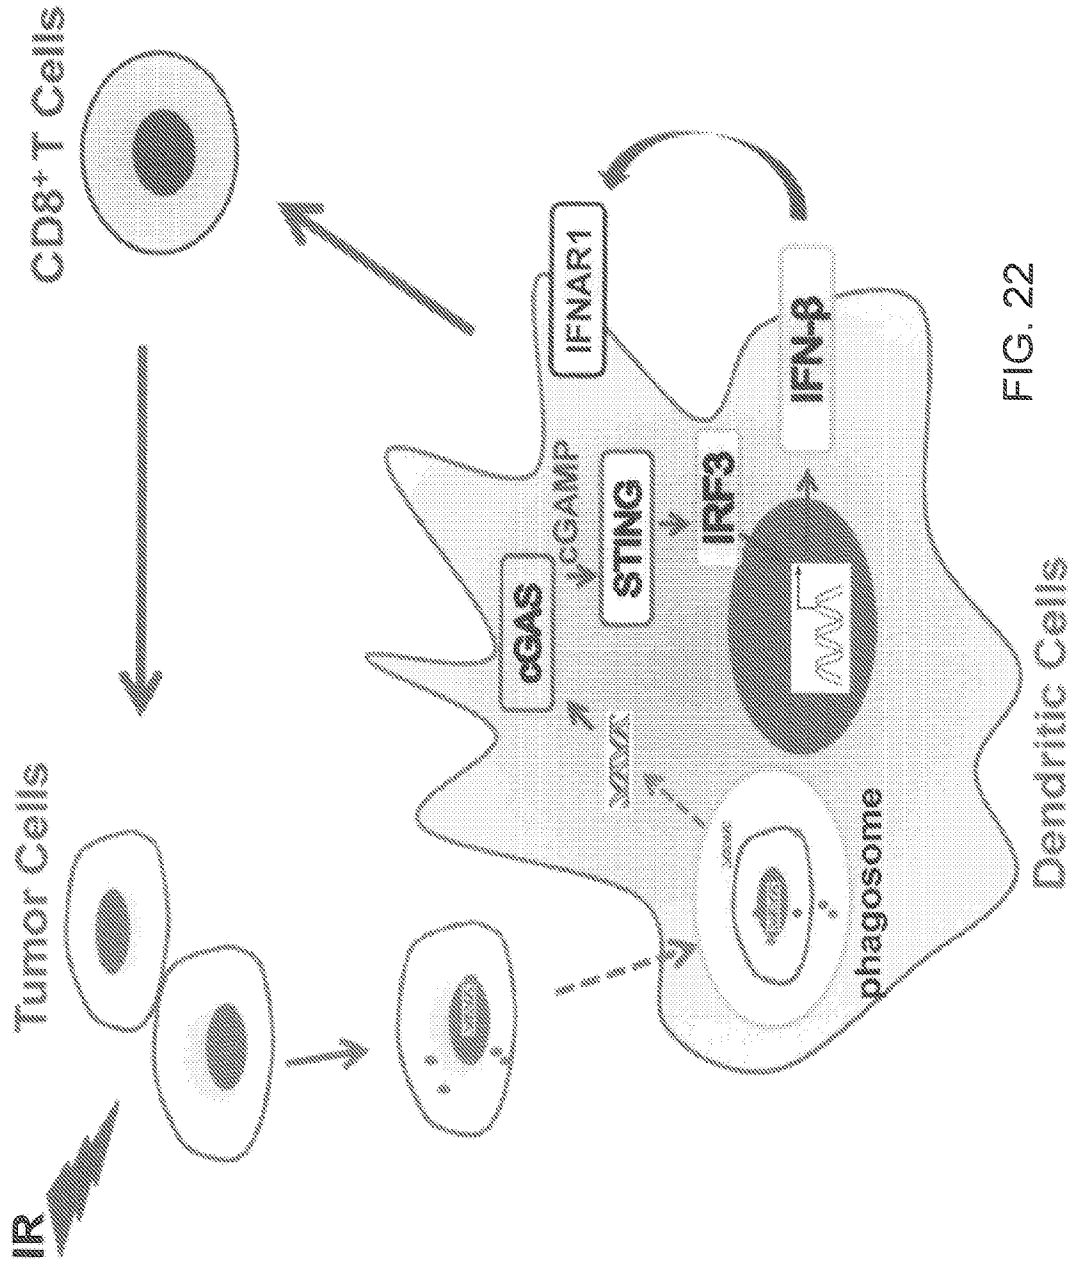 IR
Tumor Cells
CD8+ T Cells
cGAS
cGAMP
STING
IFNAR1
IRF3
IFN-β
phagosome
Dendritic Cells
FIG. 22